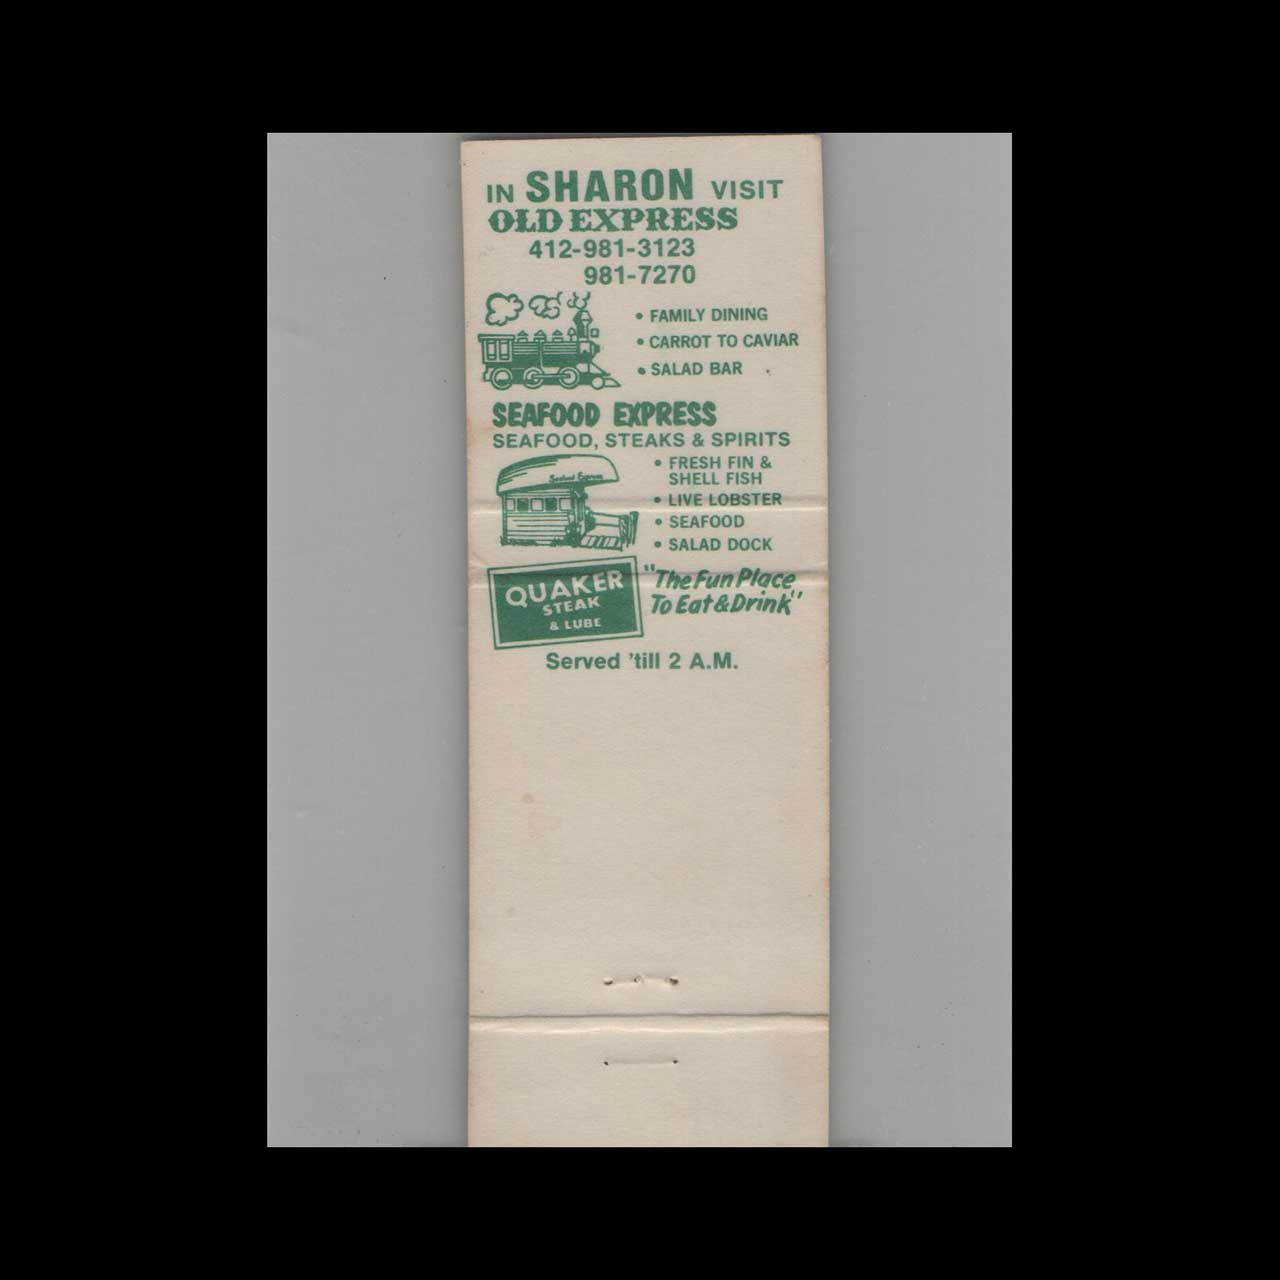 IN SHARON VISIT
OLD EXPRESS
412-981-3123
981-7270
• FAMILY DINING
• CARROT TO CAVIAR
• SALAD BAR
SEAFOOD EXPRESS
SEAFOOD, STEAKS & SPIRITS
Seafood Express
• FRESH FIN &
SHELL FISH
• LIVE LOBSTER
• SEAFOOD
• SALAD DOCK
QUAKER
STEAK
& LUBE
"The Fun Place
To Eat & Drink"
Served 'till 2 A.M.